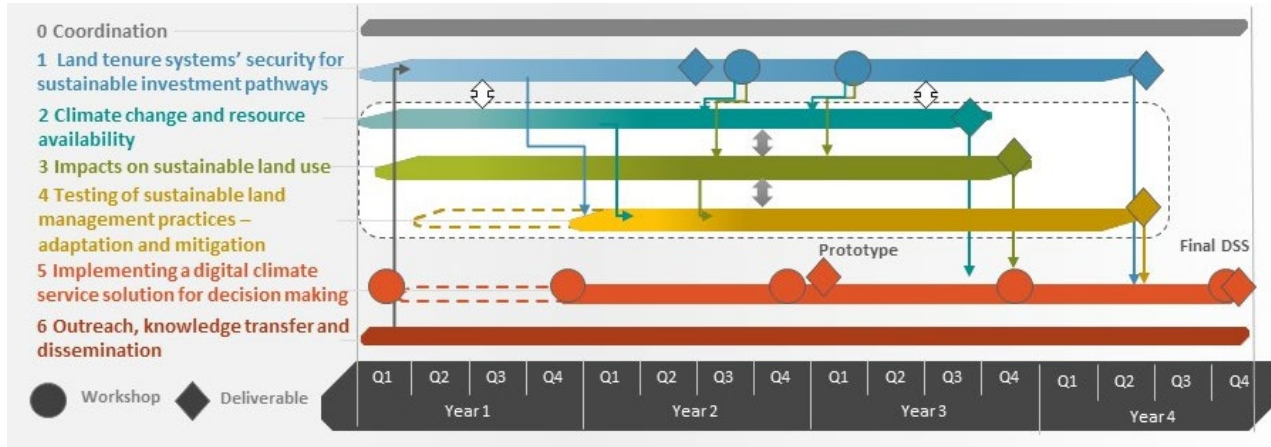 0 Coordination
1 Land tenure systems' security for
sustainable investment pathways
2 Climate change and resource
availability
3 Impacts on sustainable land use
4 Testing of sustainable land
management practices –
adaptation and mitigation
Prototype
Final DSS
5 Implementing a digital climate
service solution for decision making
6 Outreach, knowledge transfer and
dissemination
Q1 Q2 Q3 Q4 Q1 Q2 Q3 Q4 Q1 Q2 Q3 Q4 Q1 Q2 Q3 Q4
Workshop Deliverable
Year 1 Year 2 Year 3 Year 4